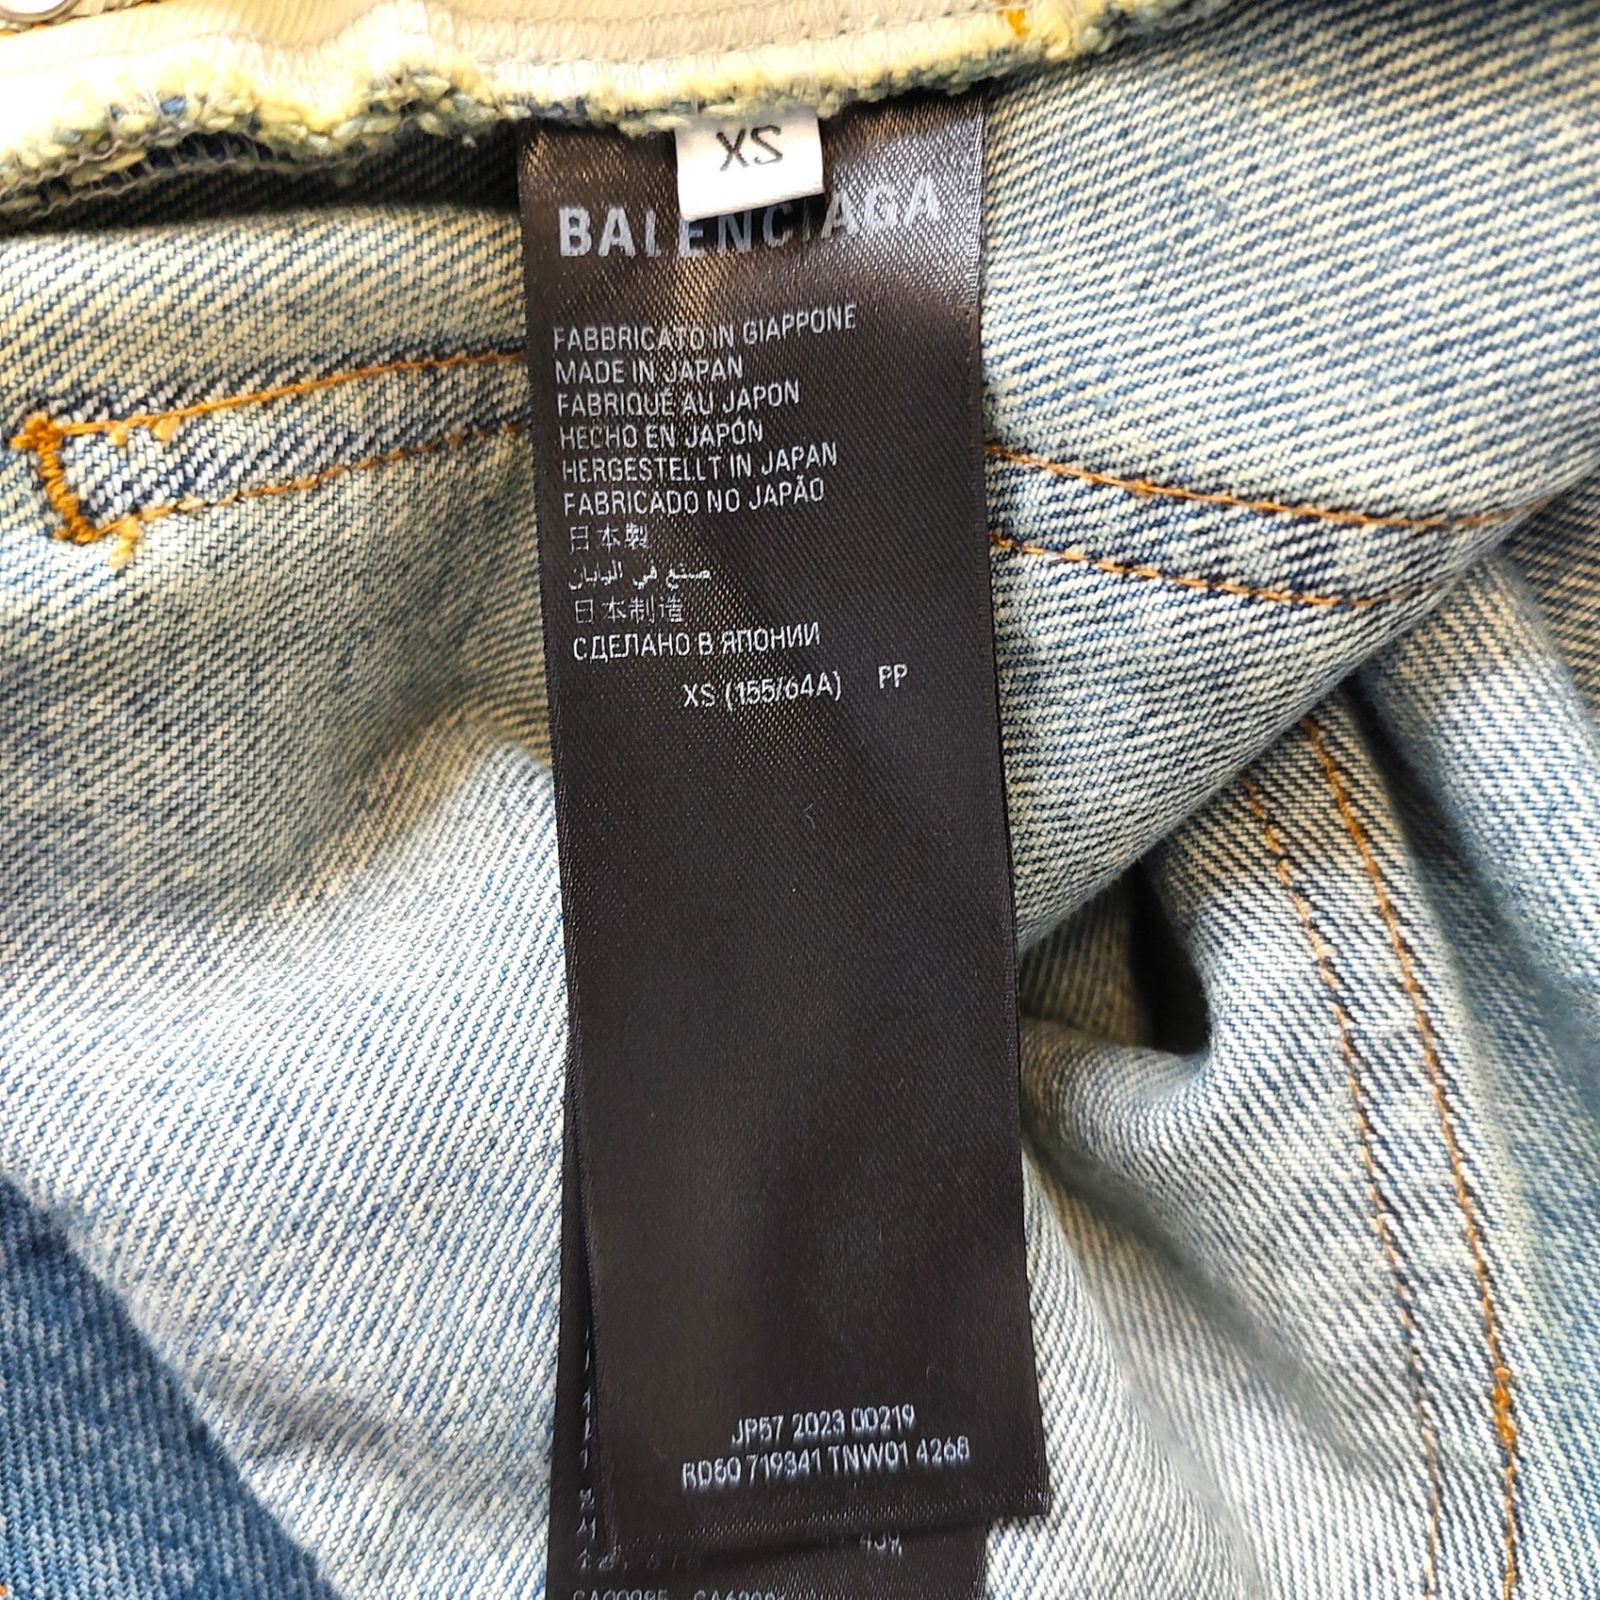 XS
BALENCIAGA
FABBRICATO IN GIAPPONE
MADE IN JAPAN
FABRIQUÉ AU JAPON
HECHO EN JAPÓN
HERGESTELLT IN JAPAN
FABRICADO NO JAPÃO
日本製
صنع في اليابان
日本制造
СДЕЛАНО В ЯПОНИИ
XS (155/64A) PP
JP57 2023 00219
RD50 719341 TNW01 4268